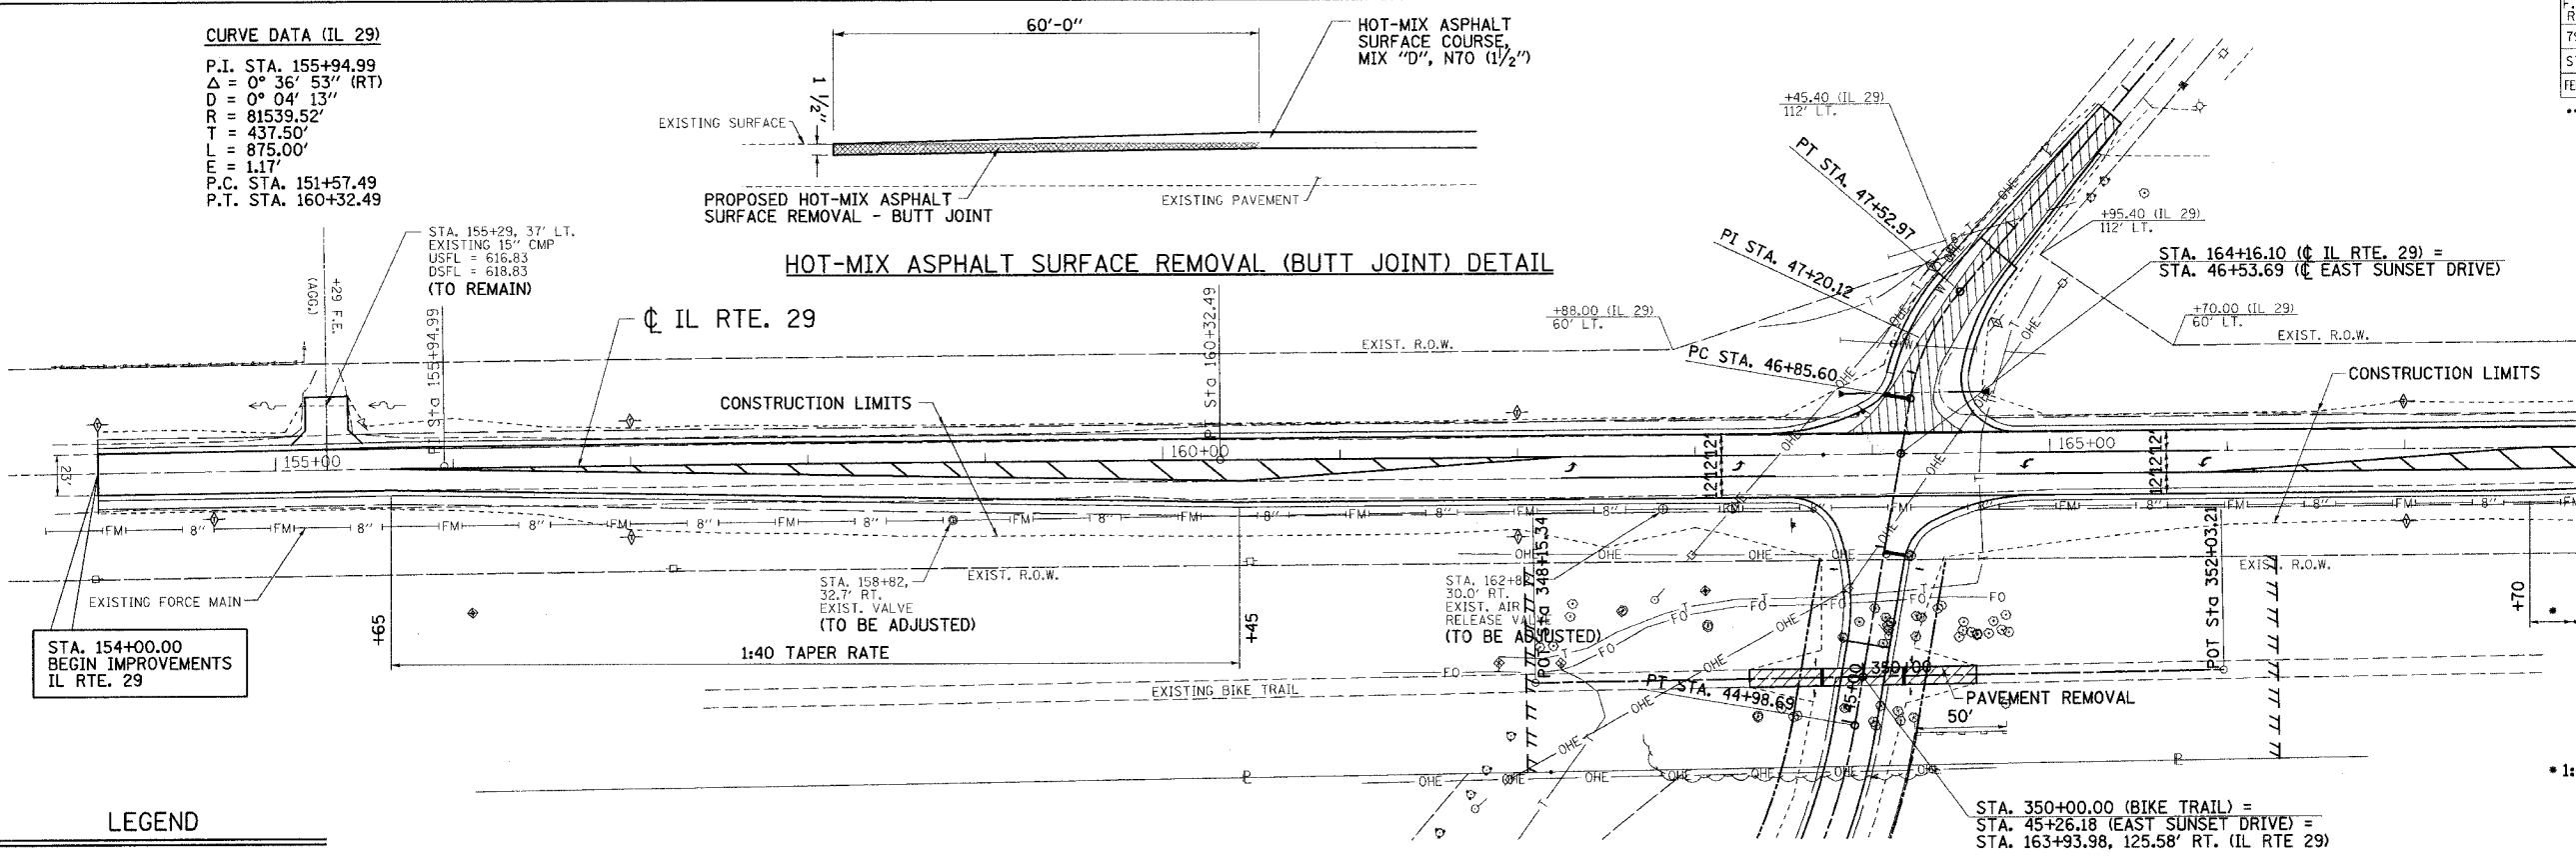 CURVE DATA (IL 29)
P.I. STA. 155+94.99
Δ = 0° 36' 53" (RT)
D = 0° 04' 13"
R = 81539.52'
T = 437.50'
L = 875.00'
E = 1.17'
P.C. STA. 151+57.49
P.T. STA. 160+32.49
60'-0"
HOT-MIX ASPHALT
SURFACE COURSE,
MIX "D", N70 (1 1/2")
1 1/2"
EXISTING SURFACE
PROPOSED HOT-MIX ASPHALT
SURFACE REMOVAL - BUTT JOINT
EXISTING PAVEMENT
HOT-MIX ASPHALT SURFACE REMOVAL (BUTT JOINT) DETAIL
STA. 155+29, 37' LT.
EXISTING 15" CMP
USFL = 616.83
DSFL = 618.83
(TO REMAIN)
+29 F.E.
(AGG.)
PI Sta 155+94.99
℄ IL RTE. 29
PT Sta 160+32.49
+45.40 (IL 29)
112' LT.
PT STA. 47+52.97
PI STA. 47+20.12
PC STA. 46+85.60
+95.40 (IL 29)
112' LT.
STA. 164+16.10 (℄ IL RTE. 29) =
STA. 46+53.69 (℄ EAST SUNSET DRIVE)
+88.00 (IL 29)
60' LT.
+70.00 (IL 29)
60' LT.
EXIST. R.O.W.
EXIST. R.O.W.
CONSTRUCTION LIMITS
CONSTRUCTION LIMITS
155+00
160+00
165+00
23'
12' 12' 12'
12' 12' 12'
EXISTING FORCE MAIN
STA. 154+00.00
BEGIN IMPROVEMENTS
IL RTE. 29
+65
1:40 TAPER RATE
+45
STA. 158+82,
32.7' RT.
EXIST. VALVE
(TO BE ADJUSTED)
EXIST. R.O.W.
STA. 162+8
30.0' RT.
EXIST. AIR
RELEASE VALVE
(TO BE ADJUSTED)
POT Sta 348+15.34
EXISTING BIKE TRAIL
PT STA. 44+98.69
45+00
350+00
PAVEMENT REMOVAL
50'
POT Sta 352+03.21
EXIST. R.O.W.
CONSTRUCTION LIMITS
+70
* 1:
STA. 350+00.00 (BIKE TRAIL) =
STA. 45+26.18 (EAST SUNSET DRIVE) =
STA. 163+93.98, 125.58' RT. (IL RTE 29)
LEGEND